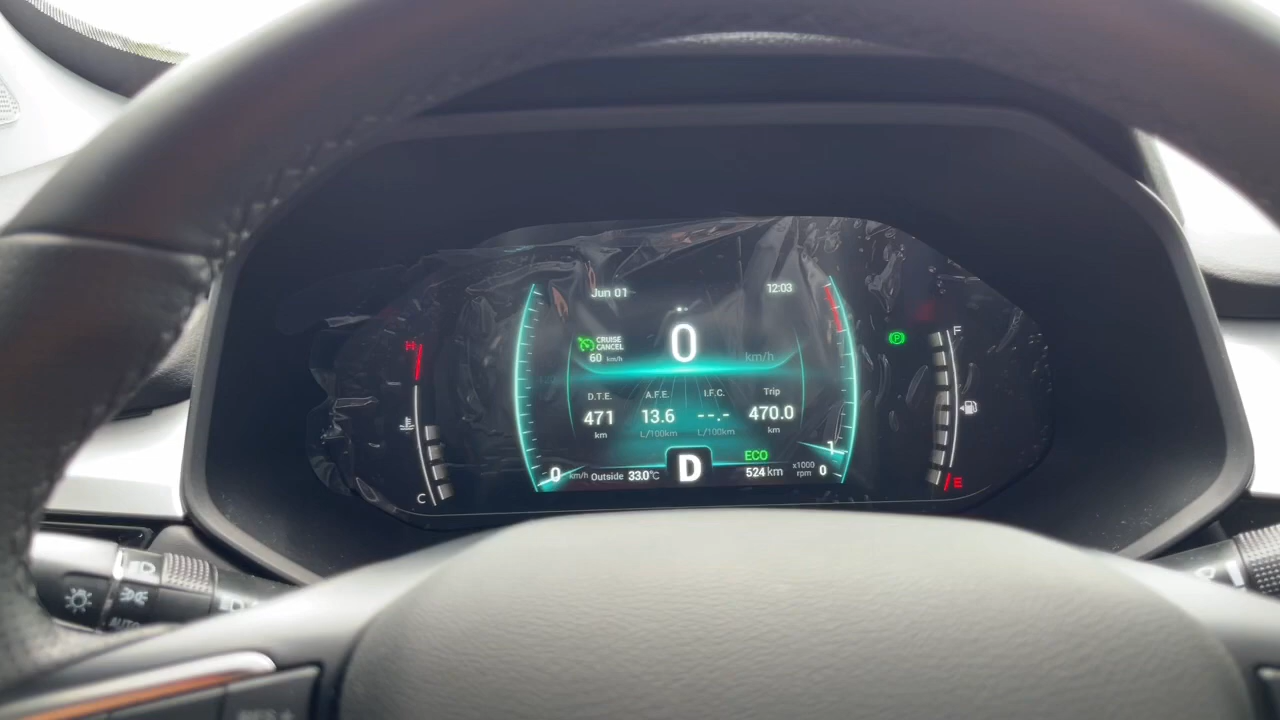 Jun 01
12:03
0
km/h
CRUISE
CANCEL
60 km/h
D.T.E.
471
km
A.F.E.
13.6
L/100km
I.F.C.
--.-
L/100km
Trip
470.0
km
ECO
0 km/h
Outside 33.0°C
D
524 km
x1000
rpm
0
1
H
C
P
F
E
AUTO